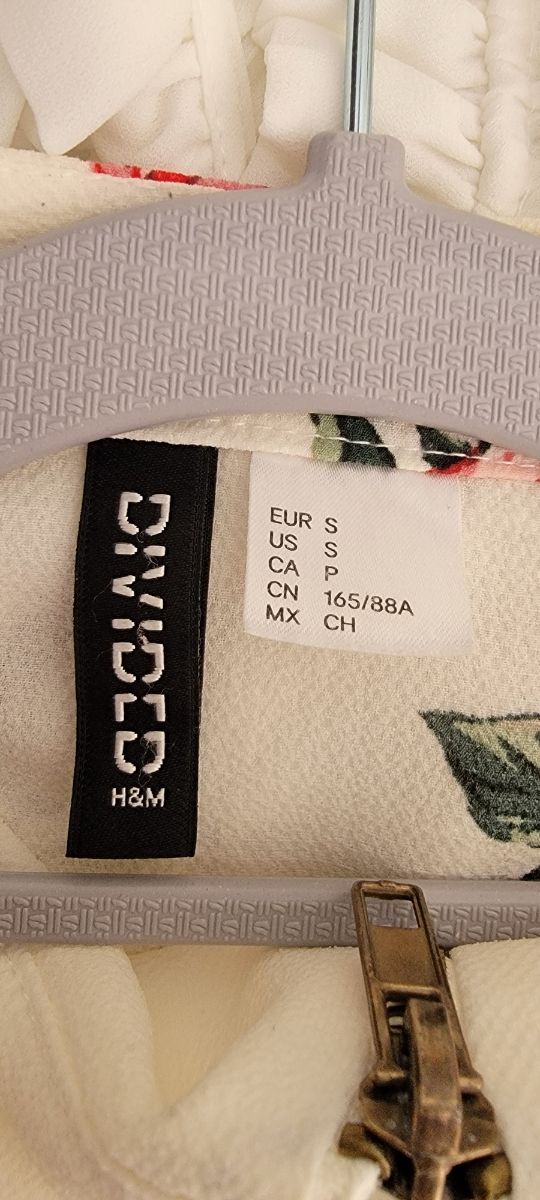 DIVIDED
H&M
EUR S
US S
CA P
CN 165/88A
MX CH